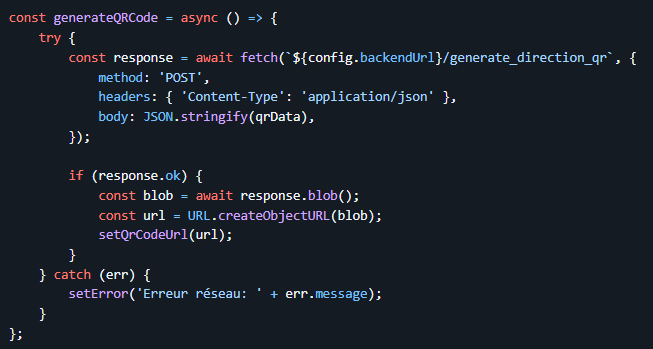 const generateQRCode = async () => {
    try {
        const response = await fetch(`${config.backendUrl}/generate_direction_qr`, {
            method: 'POST',
            headers: { 'Content-Type': 'application/json' },
            body: JSON.stringify(qrData),
        });

        if (response.ok) {
            const blob = await response.blob();
            const url = URL.createObjectURL(blob);
            setQrCodeUrl(url);
        }
    } catch (err) {
        setError('Erreur réseau: ' + err.message);
    }
};